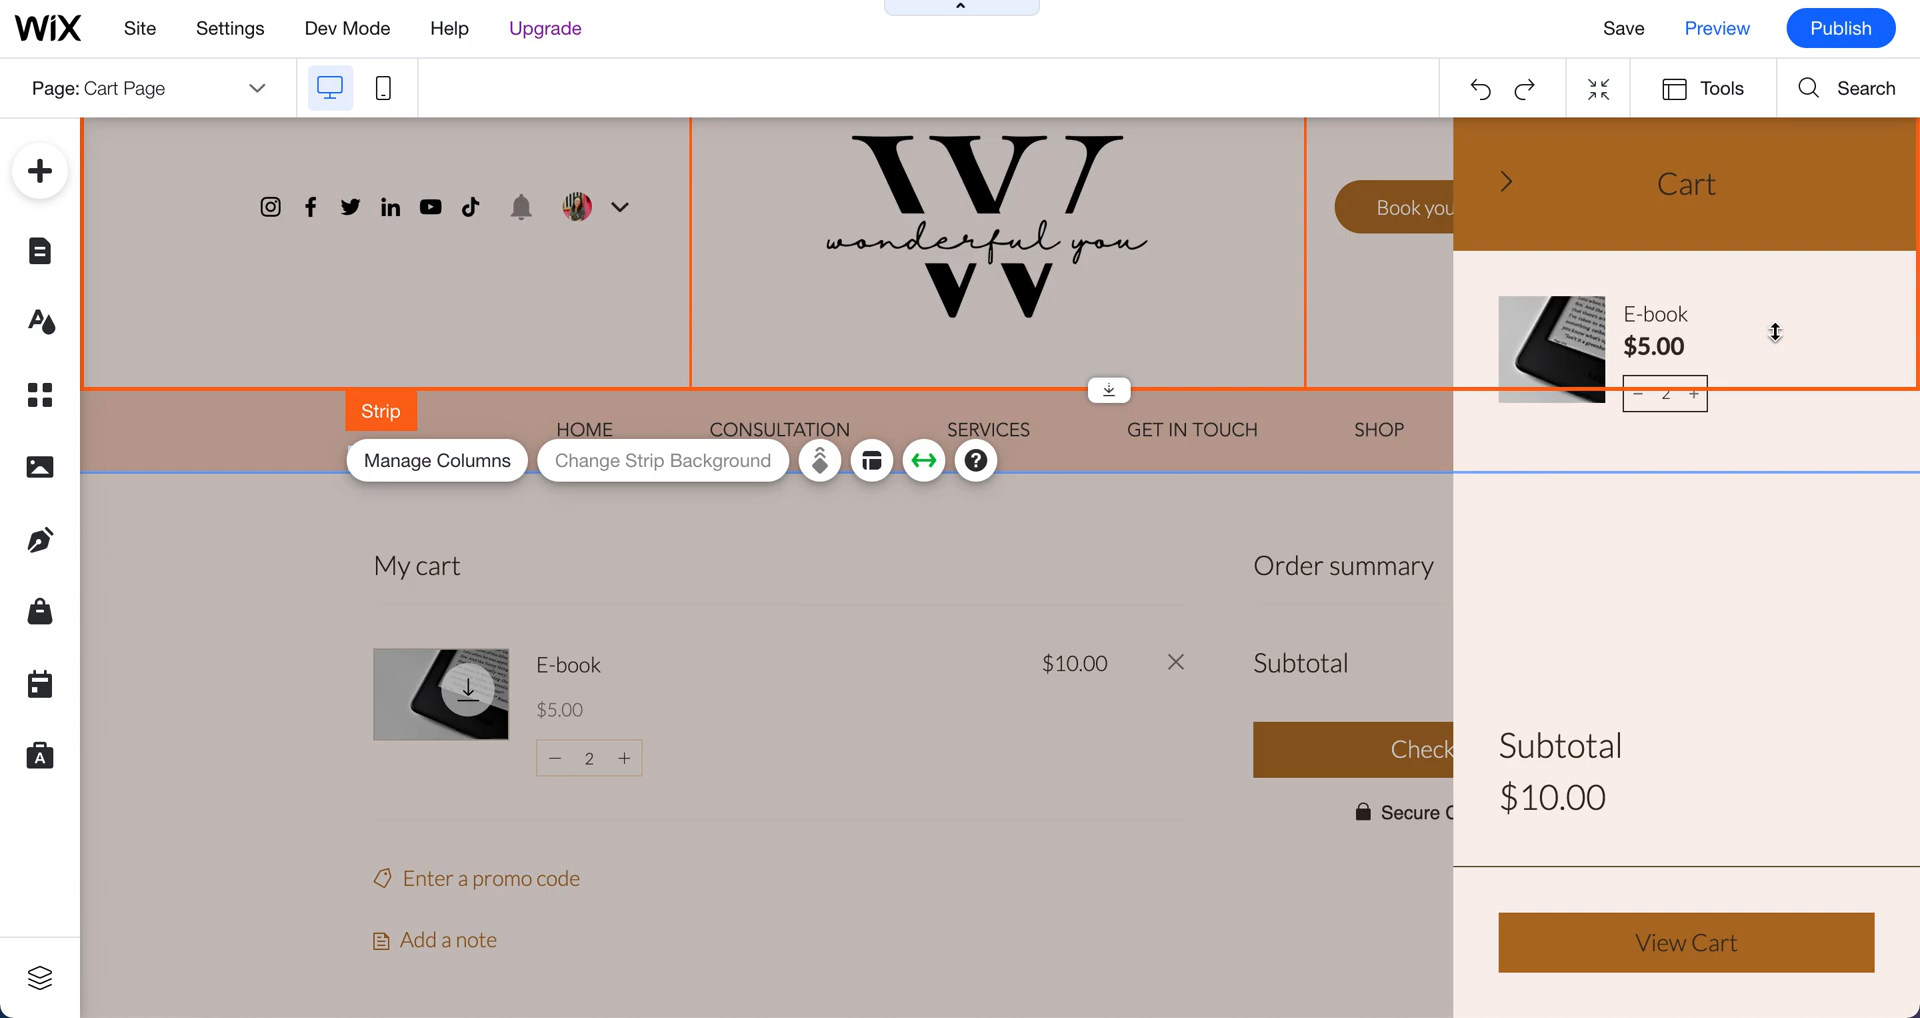 WiX Site Settings Dev Mode Help Upgrade Save Preview Publish
Page: Cart Page Tools Search
W
wonderful you
W
Book you
Cart
E-book
$5.00
- 2 +
Strip
HOME CONSULTATION SERVICES GET IN TOUCH SHOP
Manage Columns Change Strip Background ?
My cart
Order summary
E-book $10.00
$5.00
- 2 +
Subtotal
Check
Secure
Enter a promo code
Add a note
Subtotal
$10.00
View Cart
A